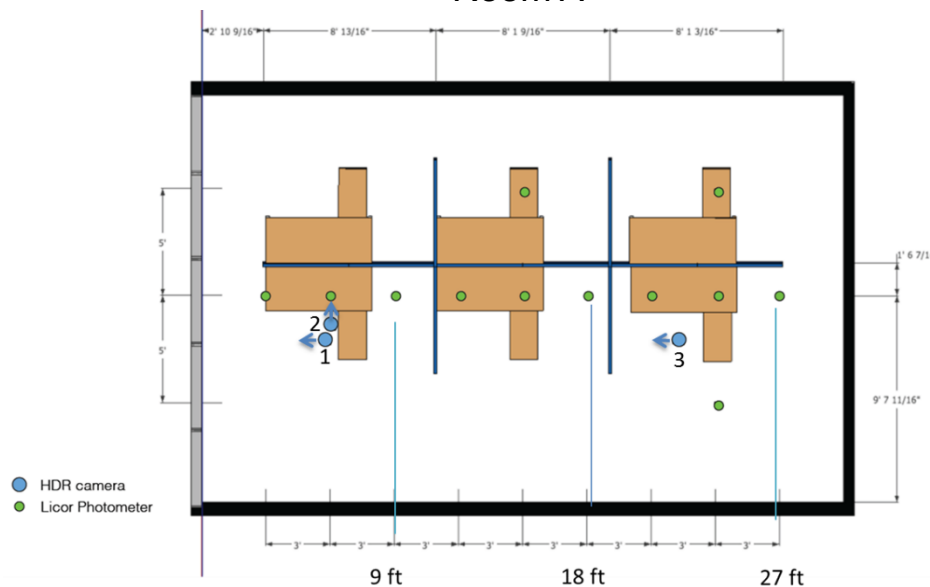 2' 10 9/16"
8' 13/16"
8' 1 9/16"
8' 1 3/16"
5'
1' 6 7/1
2
1
3
5'
9' 7 11/16"
HDR camera
Licor Photometer
3'
3'
3'
3'
3'
3'
3'
3'
9 ft
18 ft
27 ft